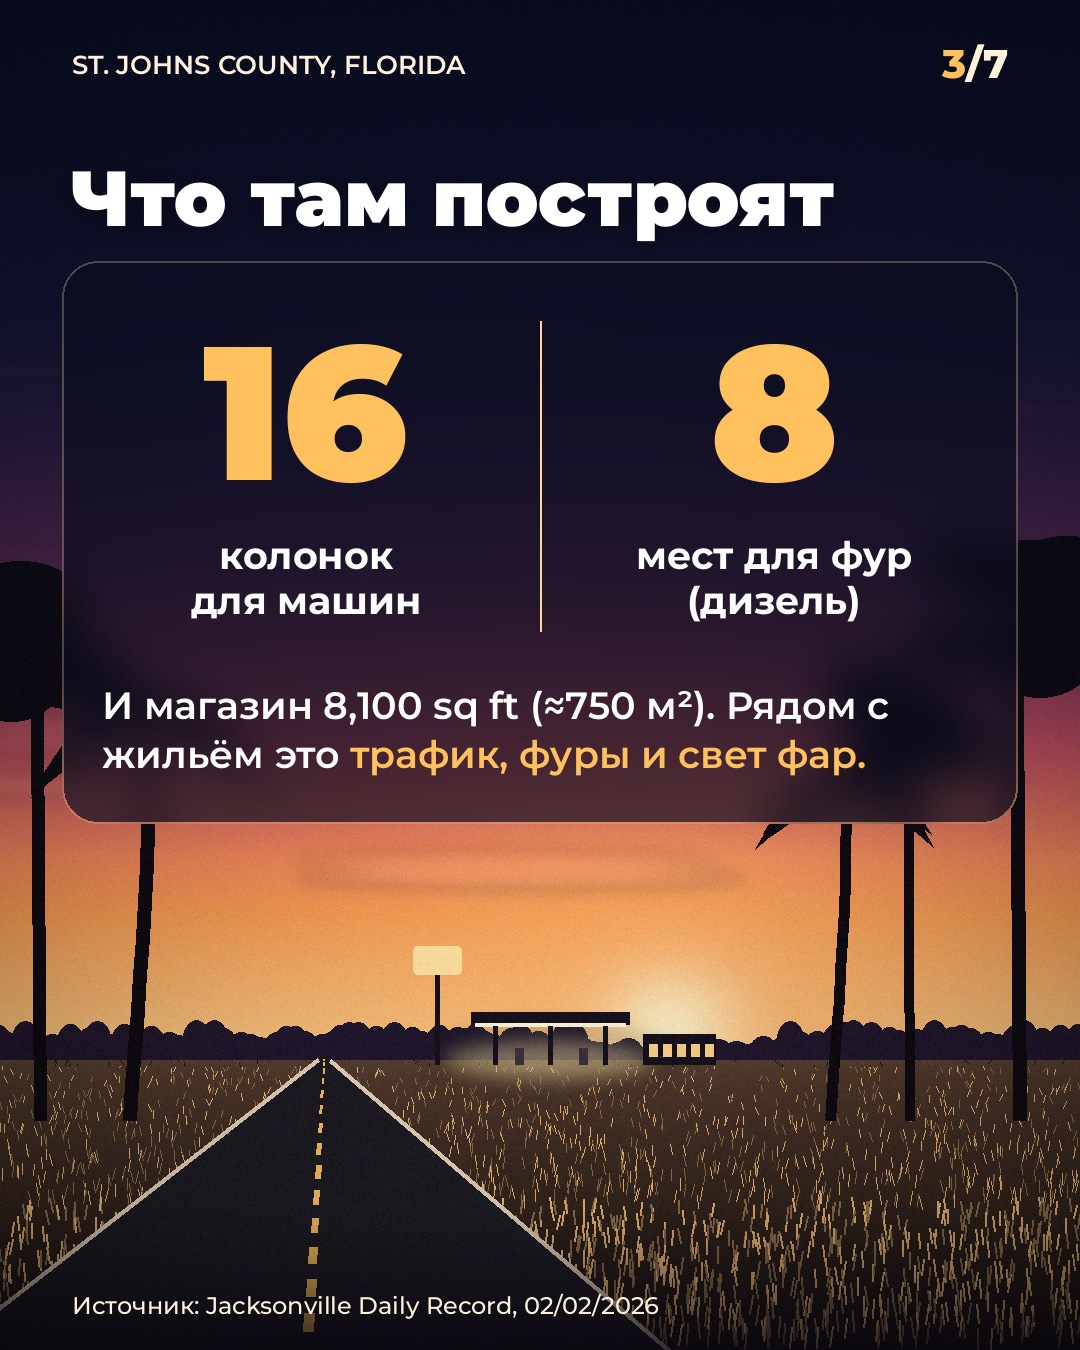 ST. JOHNS COUNTY, FLORIDA
3/7
Что там построят
16
колонок
для машин
8
мест для фур
(дизель)
И магазин 8,100 sq ft (≈750 м²). Рядом с
жильём это трафик, фуры и свет фар.
Источник: Jacksonville Daily Record, 02/02/2026